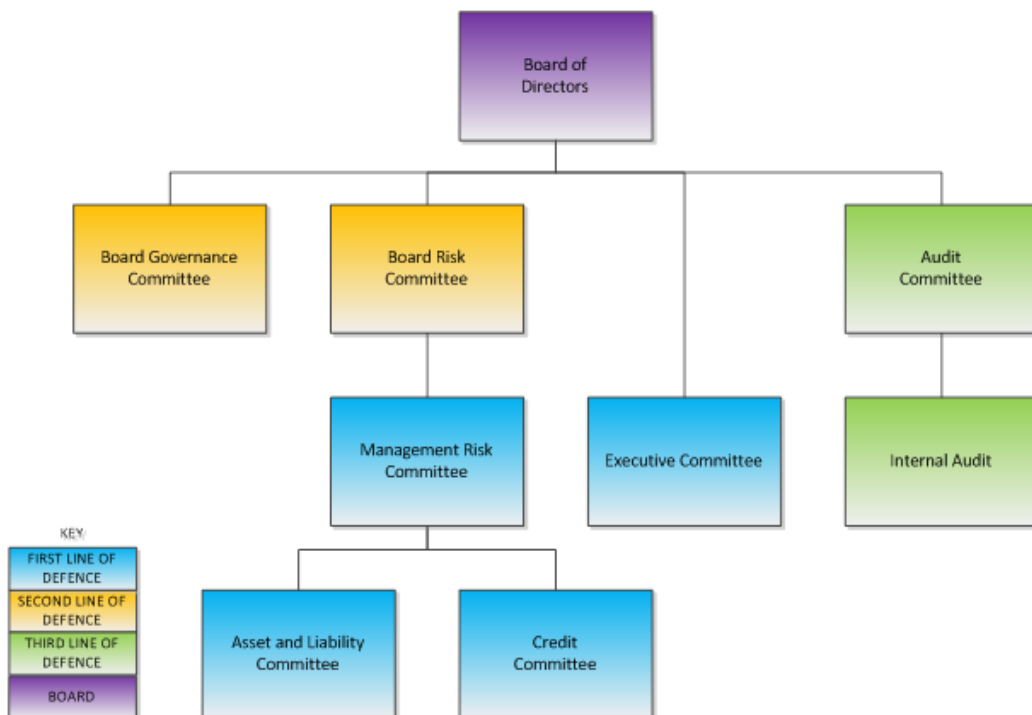 Board of
Directors
Board Governance
Committee
Board Risk
Committee
Audit
Committee
Management Risk
Committee
Executive Committee
Internal Audit
KEY
FIRST LINE OF
DEFENCE
SECOND LINE OF
DEFENCE
THIRD LINE OF
DEFENCE
BOARD
Asset and Liability
Committee
Credit
Committee